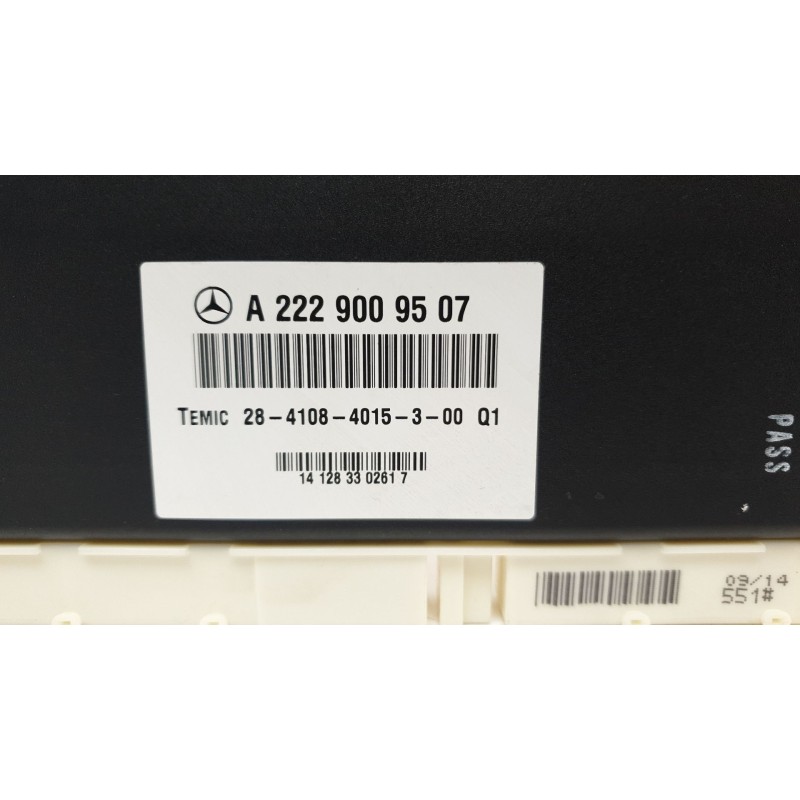 A 222 900 95 07
TEMIC 28-4108-4015-3-00 Q1
14 128 33 0261 7
PASS
09/14
551#